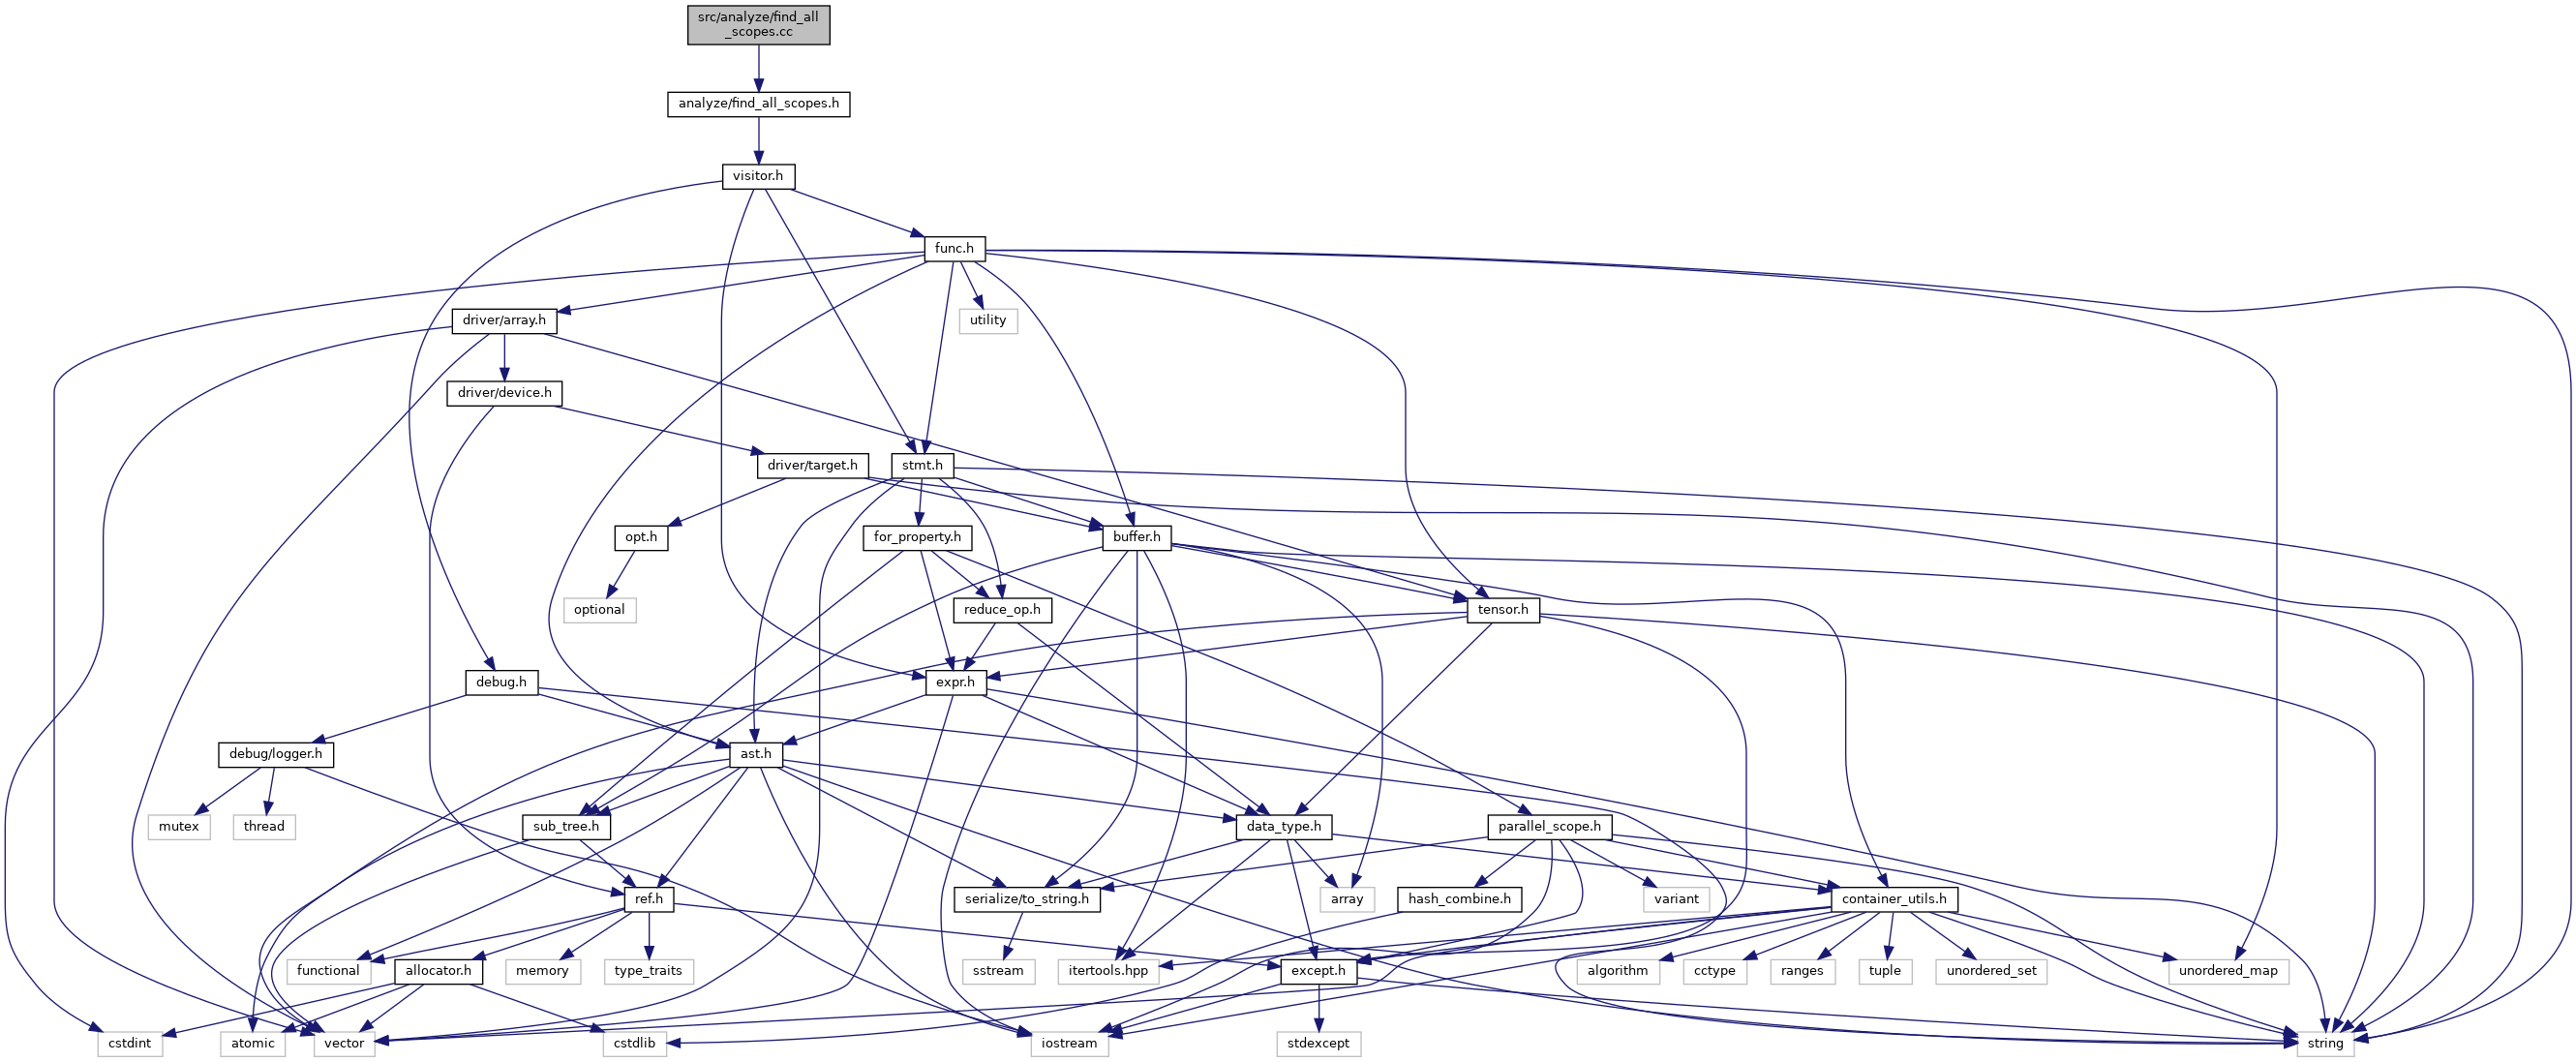 src/analyze/find_all
_scopes.cc
analyze/find_all_scopes.h
visitor.h
func.h
driver/array.h
utility
driver/device.h
driver/target.h
stmt.h
opt.h
for_property.h
buffer.h
optional
reduce_op.h
tensor.h
debug.h
expr.h
debug/logger.h
ast.h
mutex
thread
sub_tree.h
data_type.h
parallel_scope.h
ref.h
serialize/to_string.h
array
hash_combine.h
variant
container_utils.h
functional
allocator.h
memory
type_traits
sstream
itertools.hpp
except.h
algorithm
cctype
ranges
tuple
unordered_set
unordered_map
cstdint
atomic
vector
cstdlib
iostream
stdexcept
string